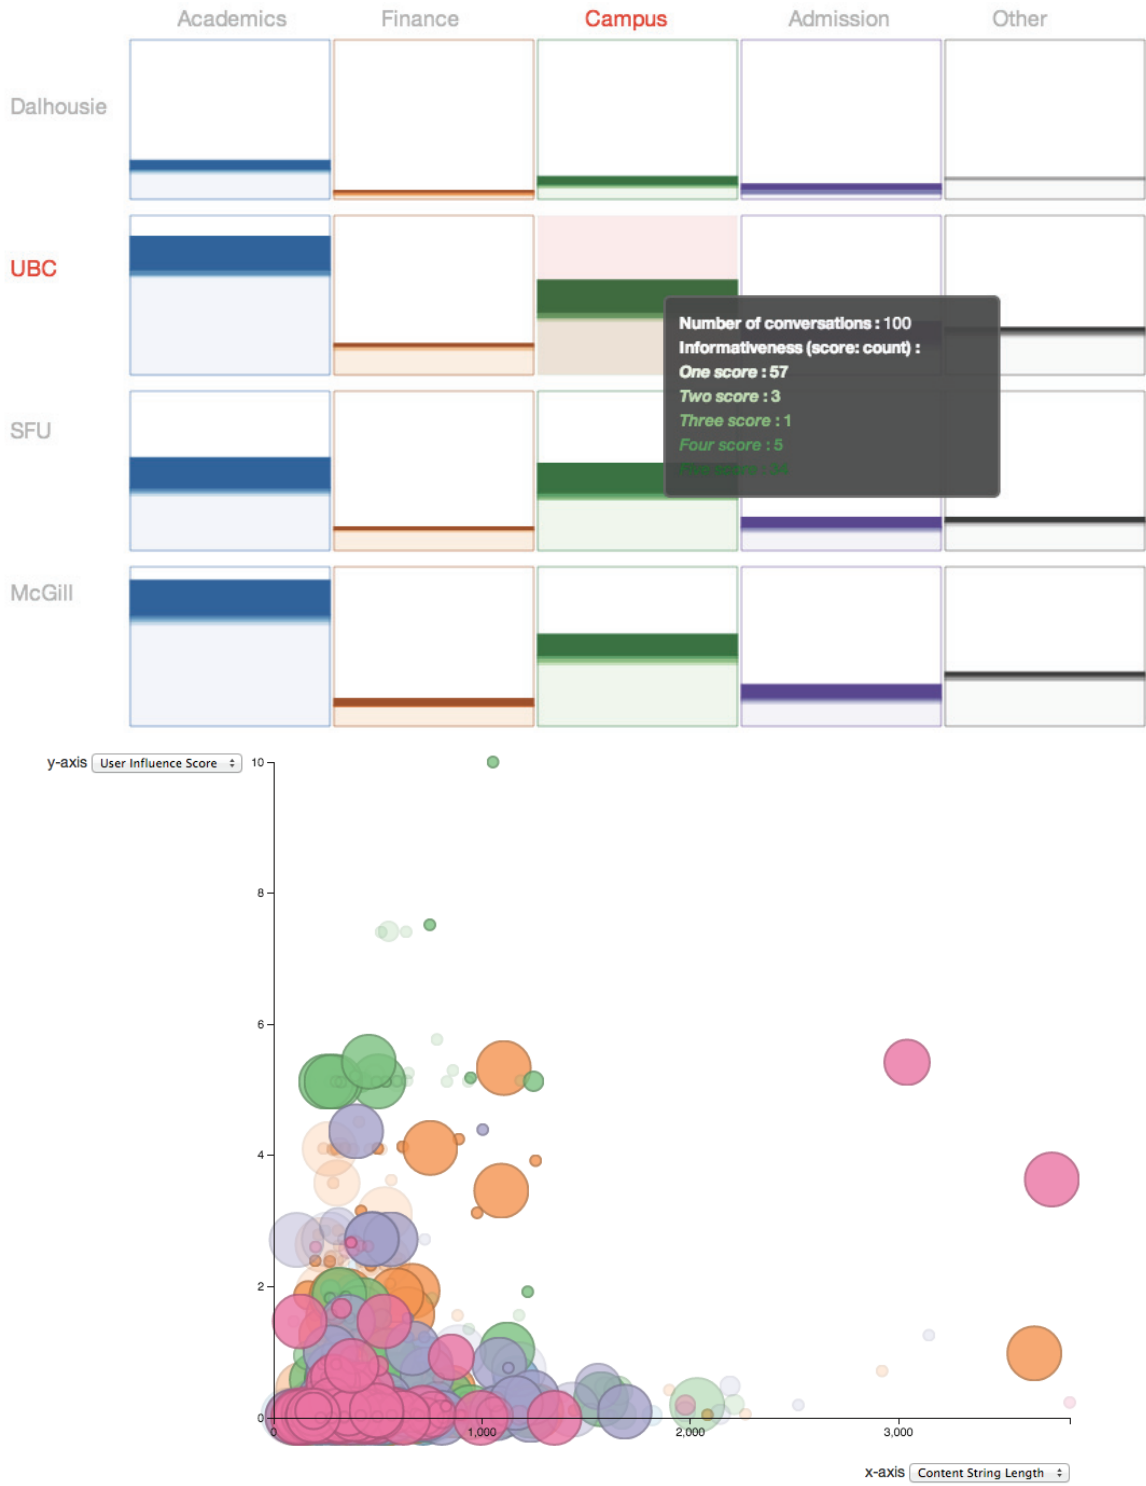 Academics Finance Campus Admission Other
Dalhousie
UBC
Number of conversations : 100
Informativeness (score: count) :
One score : 57
Two score : 3
Three score : 1
Four score : 5
SFU
McGill
y-axis User Influence Score
10
8
6
4
2
0
0 1,000 2,000 3,000
x-axis Content String Length